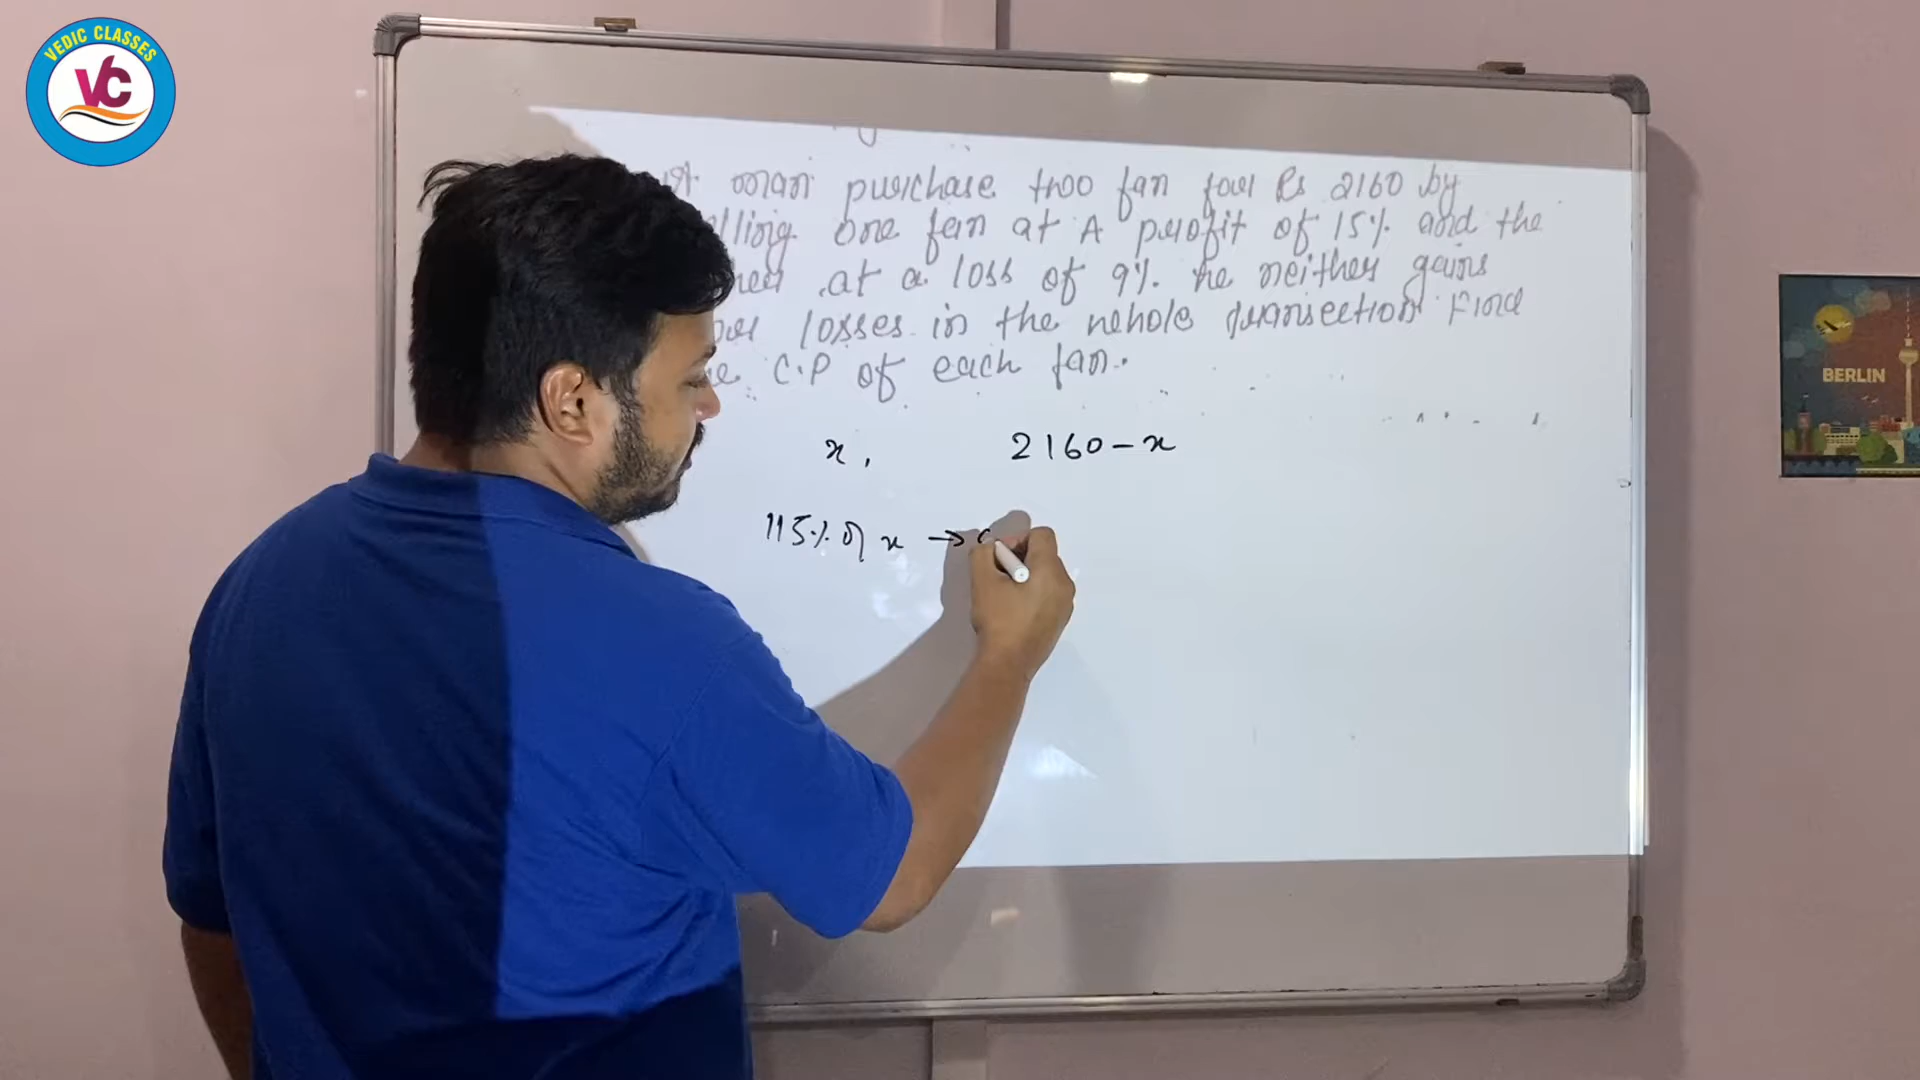 VEDIC CLASSES
VC
man purchase two fan for Rs 2160 by
lling one fan at A profit of 15% and the
at a loss of 9%. he neither gains
losses in the whole transection Find
C.P of each fan.
x, 2160-x
115% of x →
BERLIN